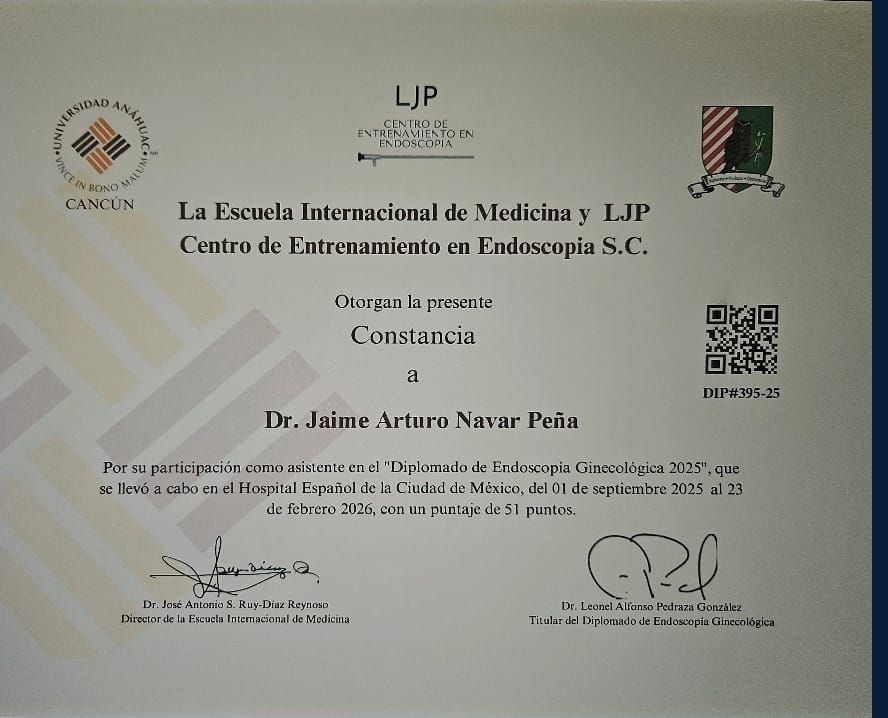 UNIVERSIDAD ANÁHUAC
VINCE IN BONO MALUM
CANCÚN
LJP
CENTRO DE
ENTRENAMIENTO EN
ENDOSCOPIA
La Escuela Internacional de Medicina y LJP
Centro de Entrenamiento en Endoscopia S.C.
Otorgan la presente
Constancia
a
DIP#395-25
Dr. Jaime Arturo Navar Peña
Por su participación como asistente en el "Diplomado de Endoscopía Ginecológica 2025", que
se llevó a cabo en el Hospital Español de la Ciudad de México, del 01 de septiembre 2025 al 23
de febrero 2026, con un puntaje de 51 puntos.
Dr. José Antonio S. Ruy-Díaz Reynoso
Director de la Escuela Internacional de Medicina
Dr. Leonel Alfonso Pedraza González
Titular del Diplomado de Endoscopia Ginecológica